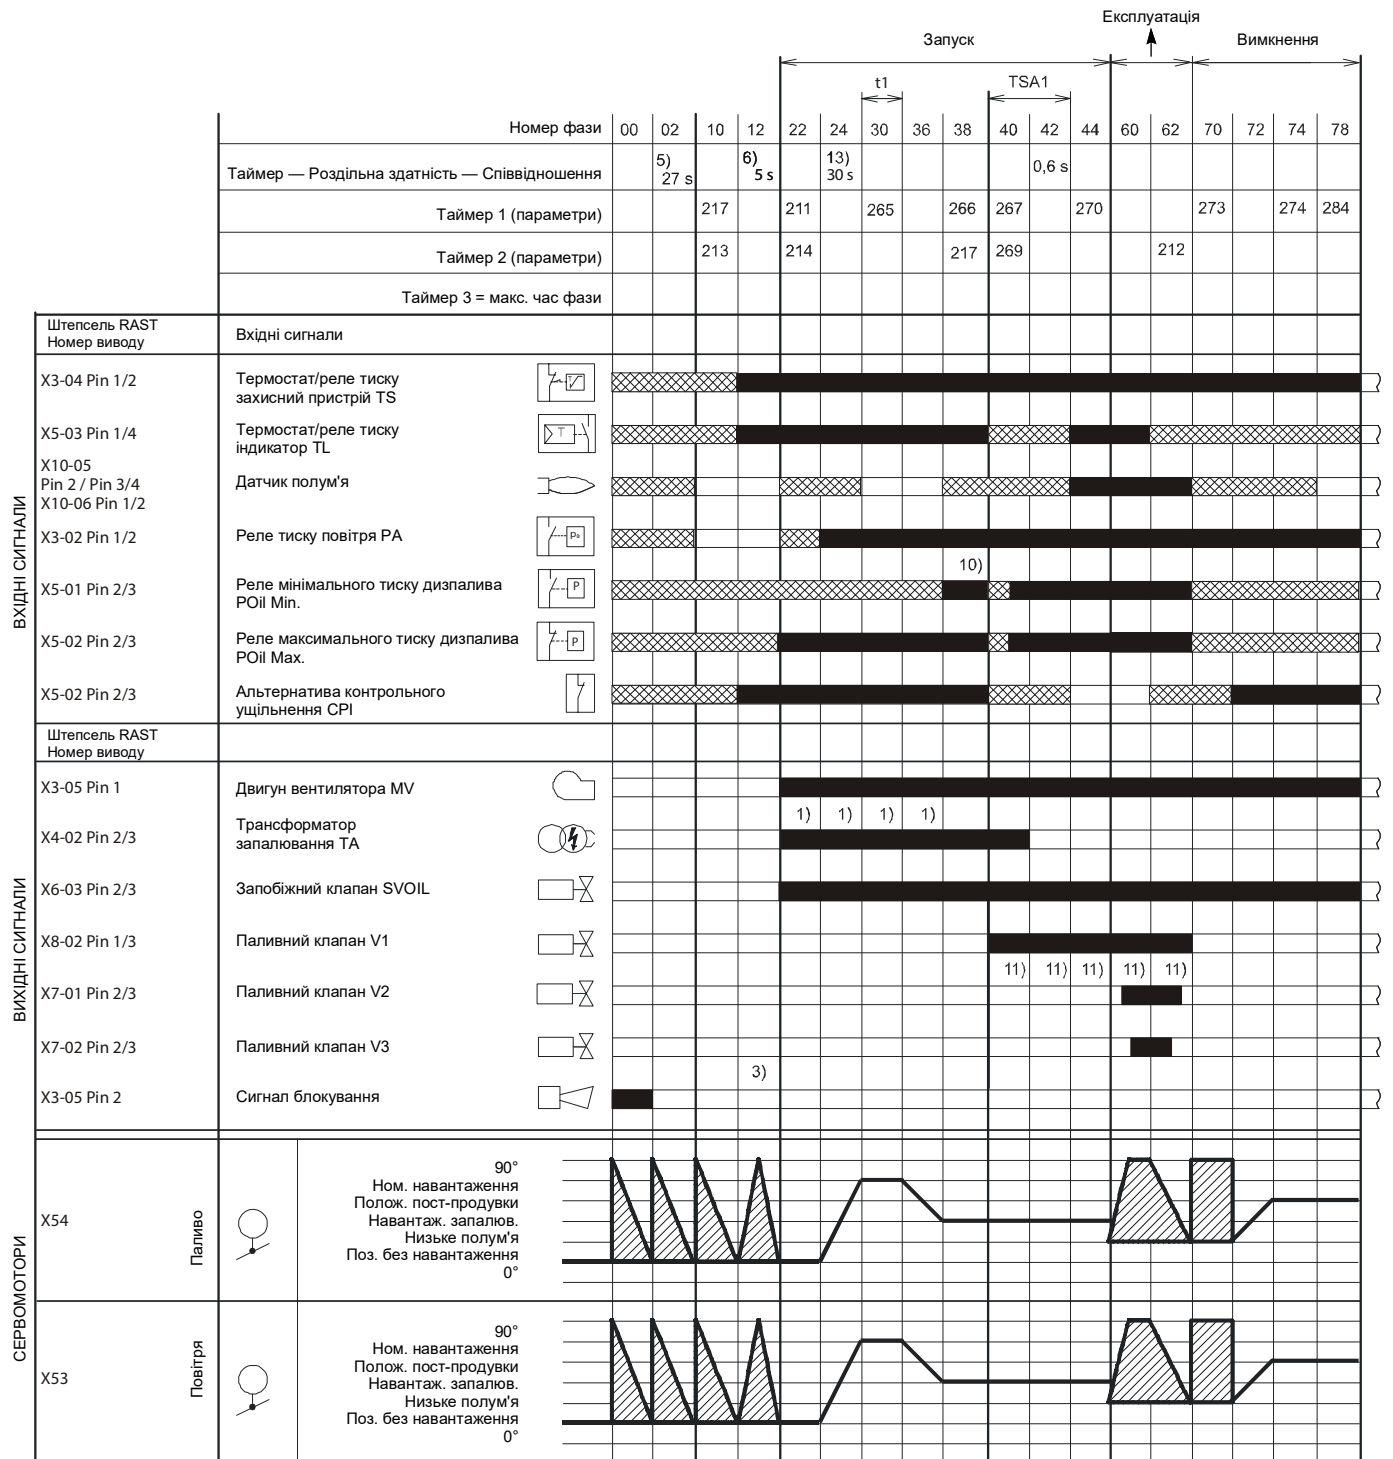 Експлуатація
Запуск
Вимкнення
t1
TSA1
Номер фази 00 02 10 12 22 24 30 36 38 40 42 44 60 62 70 72 74 78
Таймер — Роздільна здатність — Співвідношення 5) 27 s 6) 5 s 13) 30 s 0,6 s
Таймер 1 (параметри) 217 211 265 266 267 270 273 274 284
Таймер 2 (параметри) 213 214 217 269 212
Таймер 3 = макс. час фази
Штепсель RAST
Номер виводу
Вхідні сигнали
ВХІДНІ СИГНАЛИ
X3-04 Pin 1/2
Термостат/реле тиску
захисний пристрій TS
X5-03 Pin 1/4
Термостат/реле тиску
індикатор TL
T
X10-05
Pin 2 / Pin 3/4
X10-06 Pin 1/2
Датчик полум'я
X3-02 Pin 1/2
Реле тиску повітря PA
Pa
10)
X5-01 Pin 2/3
Реле мінімального тиску дизпалива
POil Min.
P
X5-02 Pin 2/3
Реле максимального тиску дизпалива
POil Max.
P
X5-02 Pin 2/3
Альтернатива контрольного
ущільнення CPI
Штепсель RAST
Номер виводу
ВИХІДНІ СИГНАЛИ
X3-05 Pin 1
Двигун вентилятора MV
1) 1) 1) 1)
X4-02 Pin 2/3
Трансформатор
запалювання TA
X6-03 Pin 2/3
Запобіжний клапан SVOIL
X8-02 Pin 1/3
Паливний клапан V1
11) 11) 11) 11) 11)
X7-01 Pin 2/3
Паливний клапан V2
X7-02 Pin 2/3
Паливний клапан V3
3)
X3-05 Pin 2
Сигнал блокування
СЕРВОМОТОРИ
X54
Паливо
90°
Ном. навантаження
Полож. пост-продувки
Навантаж. запалюв.
Низьке полум'я
Поз. без навантаження
0°
X53
Повітря
90°
Ном. навантаження
Полож. пост-продувки
Навантаж. запалюв.
Низьке полум'я
Поз. без навантаження
0°